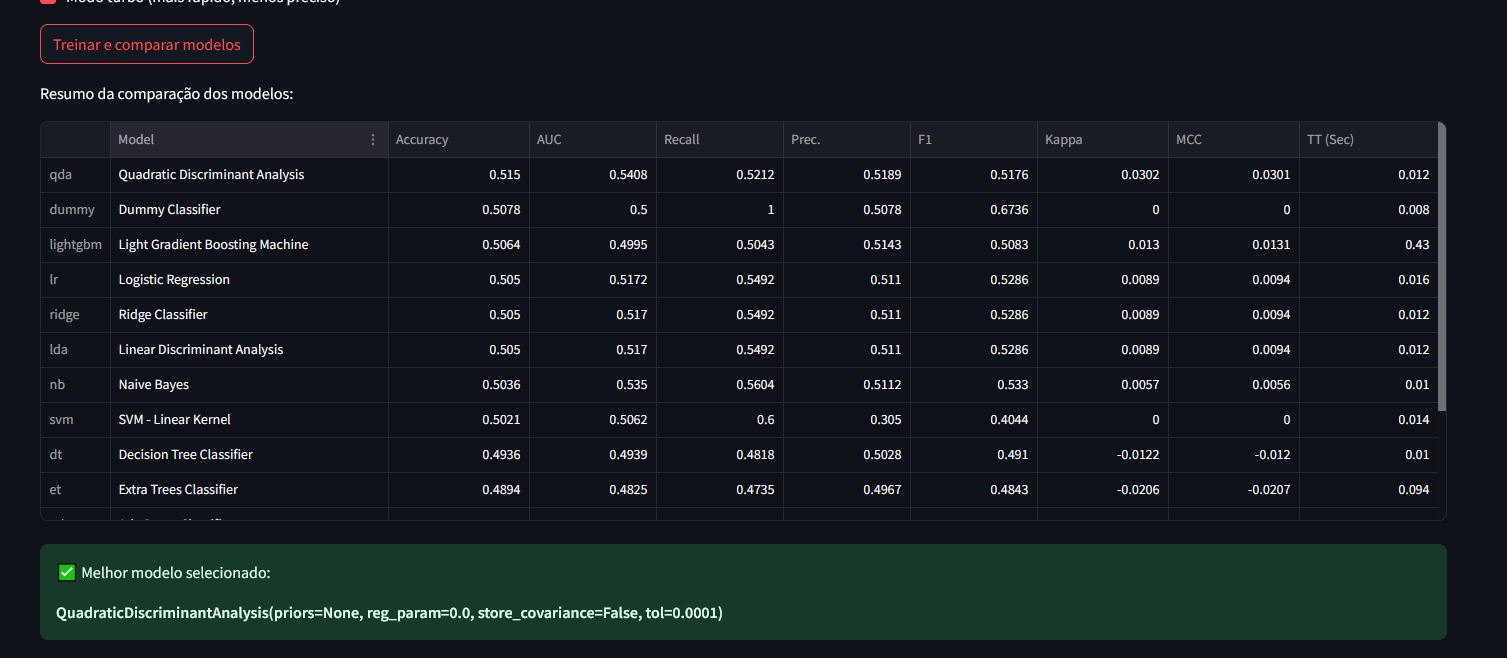 Modo turbo (mais rápido, menos preciso)
Treinar e comparar modelos
Resumo da comparação dos modelos:
Model Accuracy AUC Recall Prec. F1 Kappa MCC TT (Sec)
qda Quadratic Discriminant Analysis 0.515 0.5408 0.5212 0.5189 0.5176 0.0302 0.0301 0.012
dummy Dummy Classifier 0.5078 0.5 1 0.5078 0.6736 0 0 0.008
lightgbm Light Gradient Boosting Machine 0.5064 0.4995 0.5043 0.5143 0.5083 0.013 0.0131 0.43
lr Logistic Regression 0.505 0.5172 0.5492 0.511 0.5286 0.0089 0.0094 0.016
ridge Ridge Classifier 0.505 0.517 0.5492 0.511 0.5286 0.0089 0.0094 0.012
lda Linear Discriminant Analysis 0.505 0.517 0.5492 0.511 0.5286 0.0089 0.0094 0.012
nb Naive Bayes 0.5036 0.535 0.5604 0.5112 0.533 0.0057 0.0056 0.01
svm SVM - Linear Kernel 0.5021 0.5062 0.6 0.305 0.4044 0 0 0.014
dt Decision Tree Classifier 0.4936 0.4939 0.4818 0.5028 0.491 -0.0122 -0.012 0.01
et Extra Trees Classifier 0.4894 0.4825 0.4735 0.4967 0.4843 -0.0206 -0.0207 0.094
Melhor modelo selecionado:
QuadraticDiscriminantAnalysis(priors=None, reg_param=0.0, store_covariance=False, tol=0.0001)